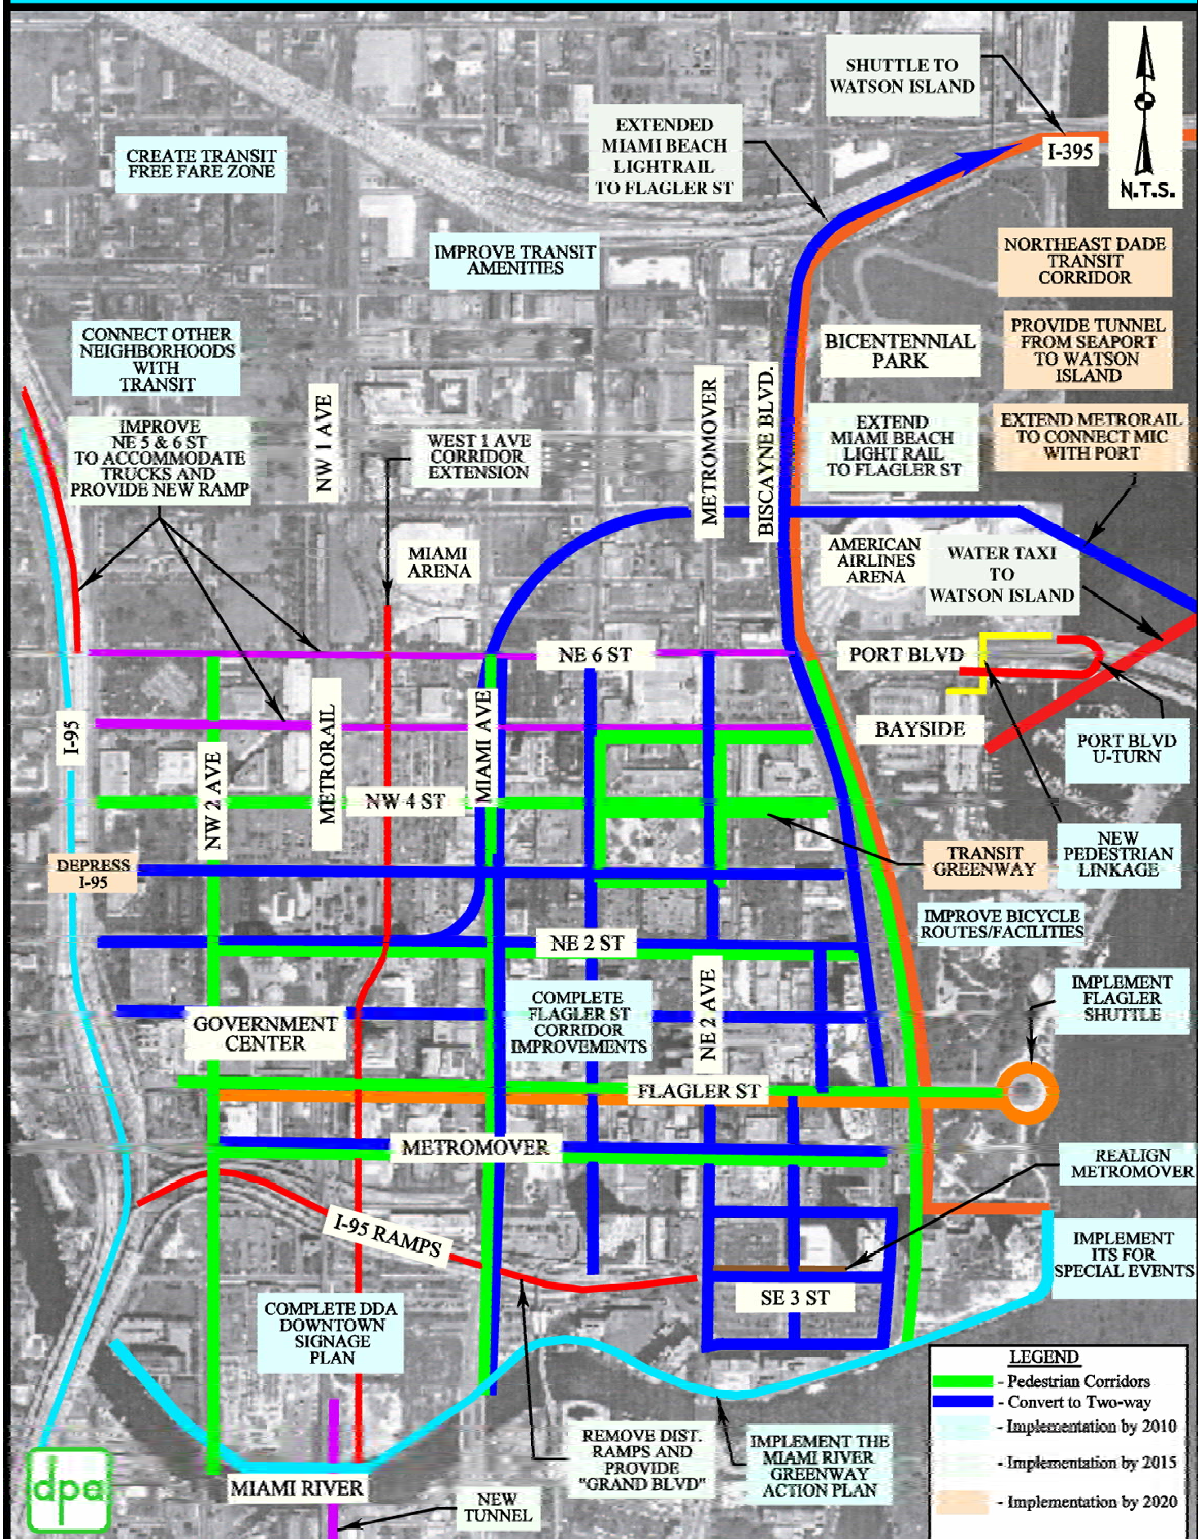 SHUTTLE TO
WATSON ISLAND
N.T.S.
EXTENDED
MIAMI BEACH
LIGHTRAIL
TO FLAGLER ST
I-395
CREATE TRANSIT
FREE FARE ZONE
IMPROVE TRANSIT
AMENITIES
NORTHEAST DADE
TRANSIT
CORRIDOR
CONNECT OTHER
NEIGHBORHOODS
WITH
TRANSIT
BICENTENNIAL
PARK
PROVIDE TUNNEL
FROM SEAPORT
TO WATSON
ISLAND
IMPROVE
NE 5 & 6 ST
TO ACCOMMODATE
TRUCKS AND
PROVIDE NEW RAMP
NW 1 AVE
WEST 1 AVE
CORRIDOR
EXTENSION
METROMOVER
BISCAYNE BLVD.
EXTEND
MIAMI BEACH
LIGHT RAIL
TO FLAGLER ST
EXTEND METRORAIL
TO CONNECT MIC
WITH PORT
MIAMI
ARENA
AMERICAN
AIRLINES
ARENA
WATER TAXI
TO
WATSON ISLAND
NE 6 ST
PORT BLVD
I-95
NW 2 AVE
METRORAIL
MIAMI AVE
BAYSIDE
PORT BLVD
U-TURN
NW 4 ST
DEPRESS
I-95
TRANSIT
GREENWAY
NEW
PEDESTRIAN
LINKAGE
IMPROVE BICYCLE
ROUTES/FACILITIES
NE 2 ST
NE 2 AVE
IMPLEMENT
FLAGLER
SHUTTLE
GOVERNMENT
CENTER
COMPLETE
FLAGLER ST
CORRIDOR
IMPROVEMENTS
FLAGLER ST
METROMOVER
REALIGN
METROMOVER
I-95 RAMPS
IMPLEMENT
ITS FOR
SPECIAL EVENTS
SE 3 ST
COMPLETE DDA
DOWNTOWN
SIGNAGE
PLAN
LEGEND
- Pedestrian Corridors
- Convert to Two-way
- Implementation by 2010
- Implementation by 2015
- Implementation by 2020
REMOVE DIST.
RAMPS AND
PROVIDE
"GRAND BLVD"
IMPLEMENT THE
MIAMI RIVER
GREENWAY
ACTION PLAN
dpa
MIAMI RIVER
NEW
TUNNEL